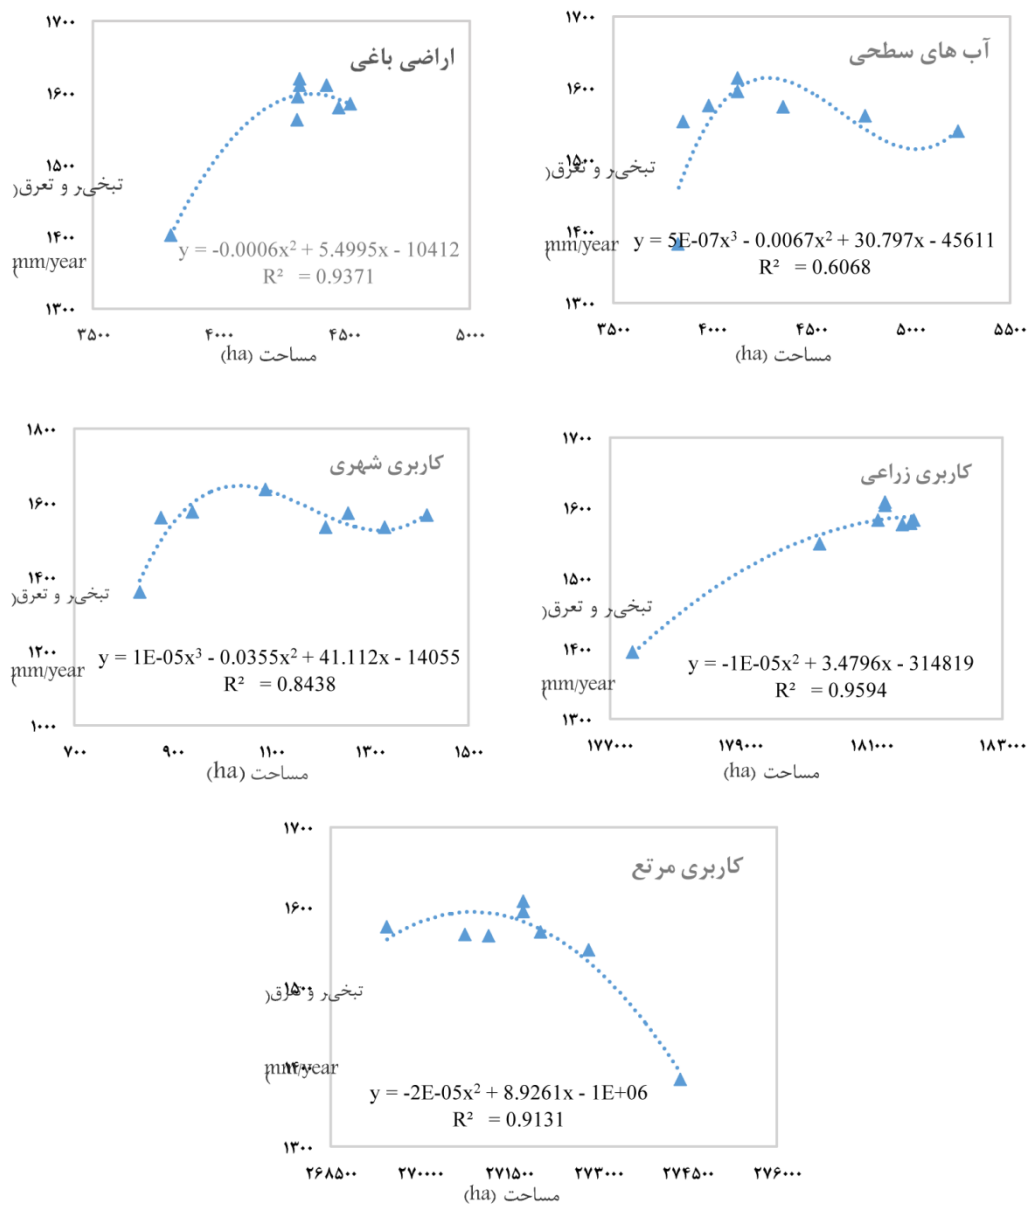 اراضی باغی
۱۷۰۰
۱۶۰۰
۱۵۰۰
۱۴۰۰
۱۳۰۰
تبخیر و تعرق(
mm/year
)
y = -0.0006x² + 5.4995x - 10412
R² = 0.9371
۳۵۰۰ ۴۰۰۰ ۴۵۰۰ ۵۰۰۰
مساحت (ha)
آب های سطحی
۱۷۰۰
۱۶۰۰
۱۵۰۰
۱۴۰۰
۱۳۰۰
تبخیر و تعرق(
mm/year
)
y = 5E-07x³ - 0.0067x² + 30.797x - 45611
R² = 0.6068
۳۵۰۰ ۴۰۰۰ ۴۵۰۰ ۵۰۰۰ ۵۵۰۰
مساحت (ha)
کاربری شهری
۱۸۰۰
۱۶۰۰
۱۴۰۰
۱۲۰۰
۱۰۰۰
تبخیر و تعرق(
mm/year
)
y = 1E-05x³ - 0.0355x² + 41.112x - 14055
R² = 0.8438
۷۰۰ ۹۰۰ ۱۱۰۰ ۱۳۰۰ ۱۵۰۰
مساحت (ha)
کاربری زراعی
۱۷۰۰
۱۶۰۰
۱۵۰۰
۱۴۰۰
۱۳۰۰
تبخیر و تعرق(
mm/year
)
y = -1E-05x² + 3.4796x - 314819
R² = 0.9594
۱۷۷۰۰۰ ۱۷۹۰۰۰ ۱۸۱۰۰۰ ۱۸۳۰۰۰
مساحت (ha)
کاربری مرتع
۱۷۰۰
۱۶۰۰
۱۵۰۰
۱۴۰۰
۱۳۰۰
تبخیر و تعرق(
mm/year
)
y = -2E-05x² + 8.9261x - 1E+06
R² = 0.9131
۲۶۸۵۰۰ ۲۷۰۰۰۰ ۲۷۱۵۰۰ ۲۷۳۰۰۰ ۲۷۴۵۰۰ ۲۷۶۰۰۰
مساحت (ha)